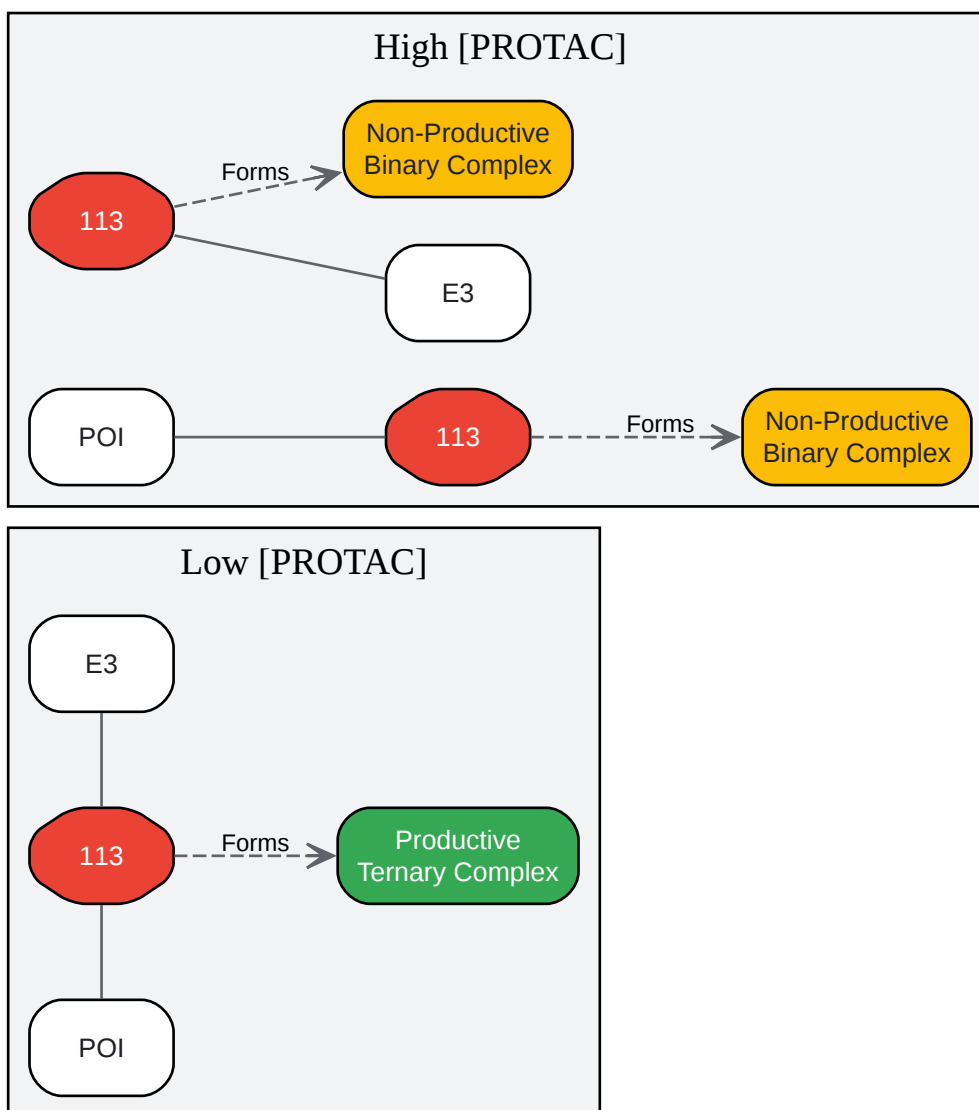 High [PROTAC]
Non-Productive
Binary Complex
Forms
113
E3
POI
113
Forms
Non-Productive
Binary Complex
Low [PROTAC]
E3
113
Forms
Productive
Ternary Complex
POI